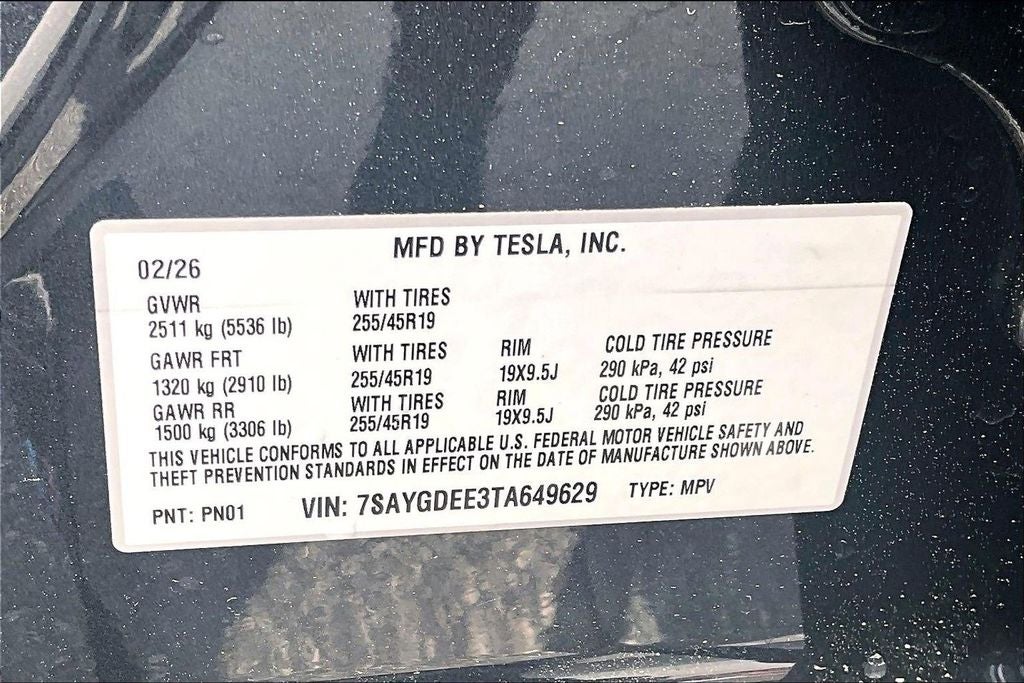 MFD BY TESLA, INC.
02/26
GVWR WITH TIRES
2511 kg (5536 lb) 255/45R19
GAWR FRT WITH TIRES RIM COLD TIRE PRESSURE
1320 kg (2910 lb) 255/45R19 19X9.5J 290 kPa, 42 psi
GAWR RR WITH TIRES RIM COLD TIRE PRESSURE
1500 kg (3306 lb) 255/45R19 19X9.5J 290 kPa, 42 psi
THIS VEHICLE CONFORMS TO ALL APPLICABLE U.S. FEDERAL MOTOR VEHICLE SAFETY AND
THEFT PREVENTION STANDARDS IN EFFECT ON THE DATE OF MANUFACTURE SHOWN ABOVE.
PNT: PN01 VIN: 7SAYGDEE3TA649629 TYPE: MPV